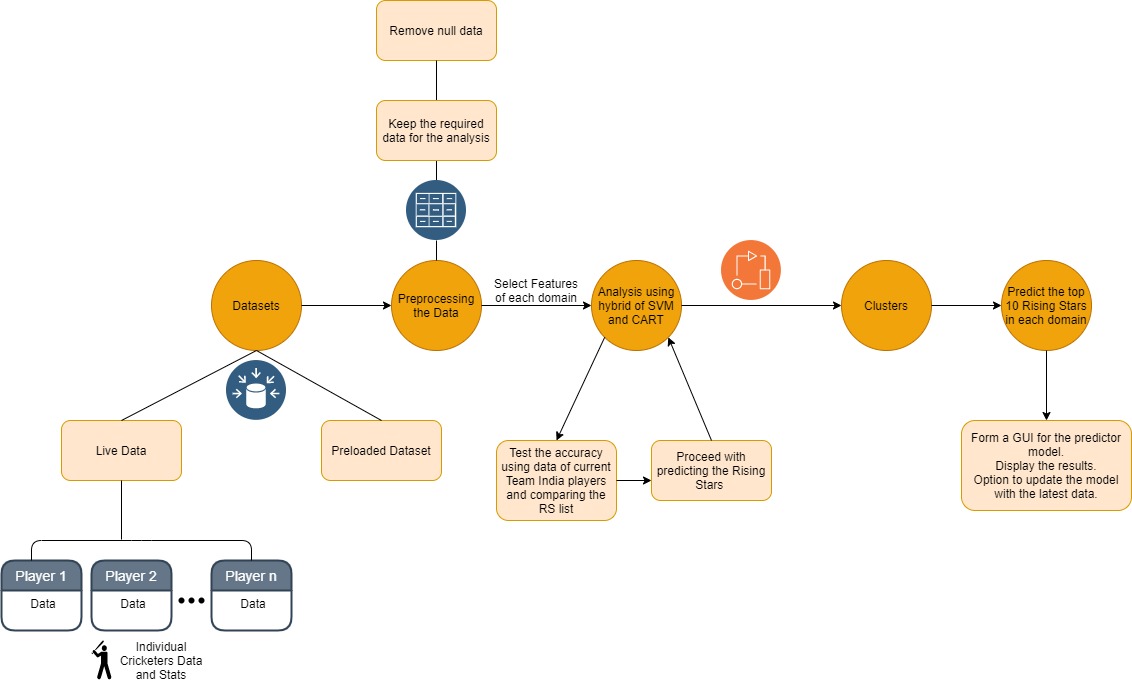 Remove null data
Keep the required
data for the analysis
Datasets
Preprocessing
the Data
Select Features
of each domain
Analysis using
hybrid of SVM
and CART
Clusters
Predict the top
10 Rising Stars
in each domain
Live Data
Preloaded Dataset
Test the accuracy
using data of current
Team India players
and comparing the
RS list
Proceed with
predicting the Rising
Stars
Form a GUI for the predictor
model.
Display the results.
Option to update the model
with the latest data.
Player 1
Data
Player 2
Data
Player n
Data
Individual
Cricketers Data
and Stats